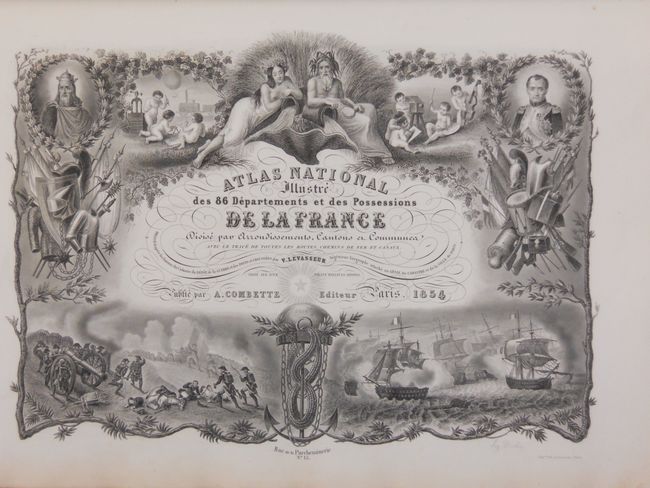 ATLAS NATIONAL
Illustré
des 86 Départements et des Possessions
DE LA FRANCE
Divisé par Arrondissements, Cantons et Communes
AVEC LE TRACÉ DE TOUTES LES ROUTES, CHEMINS DE FER ET CANAUX
V. LEVASSEUR
Publié par A. COMBETTE Editeur Paris. 1854
Rue de la Parcheminerie
N° 15.